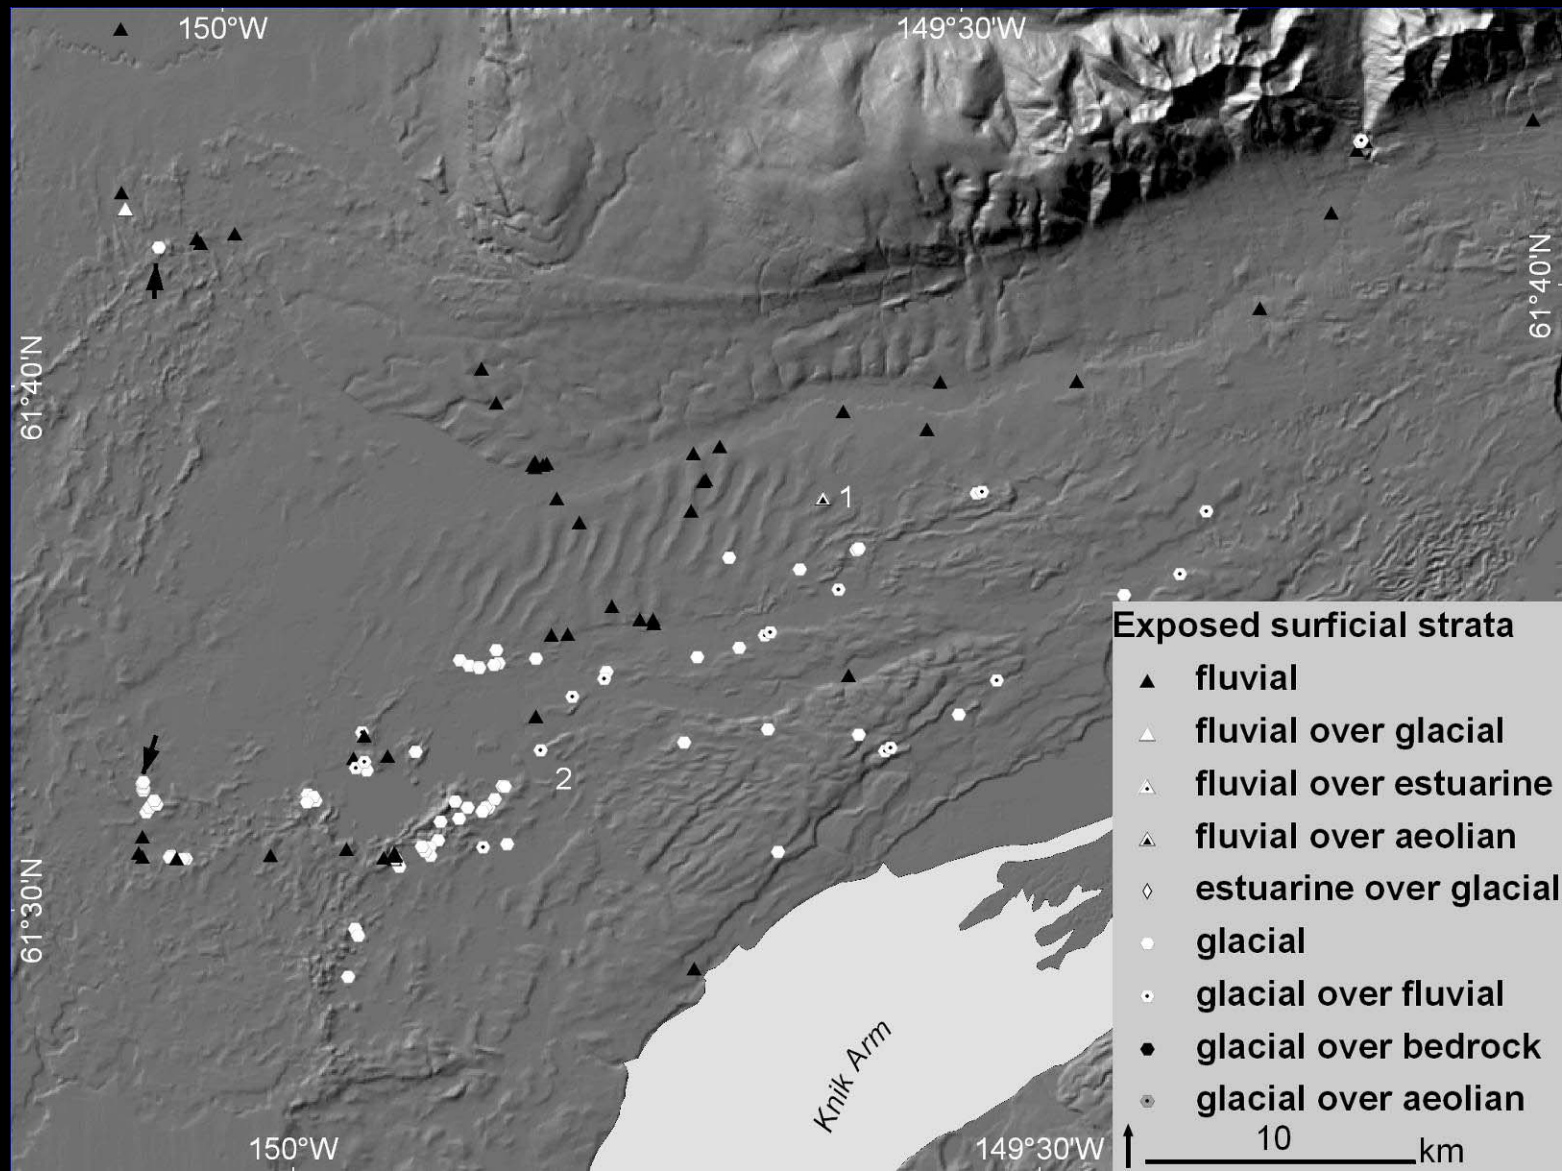 150°W
149°30'W
61°40'N
61°40'N
1
2
Exposed surficial strata
fluvial
fluvial over glacial
fluvial over estuarine
fluvial over aeolian
estuarine over glacial
glacial
glacial over fluvial
glacial over bedrock
glacial over aeolian
61°30'N
Knik Arm
150°W
149°30'W
10
km